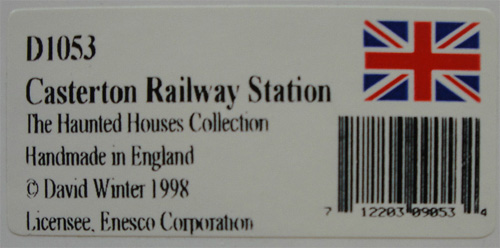 D1053
Casterton Railway Station
The Haunted Houses Collection
Handmade in England
© David Winter 1998
Licensee, Enesco Corporation
7 12203 09053 4